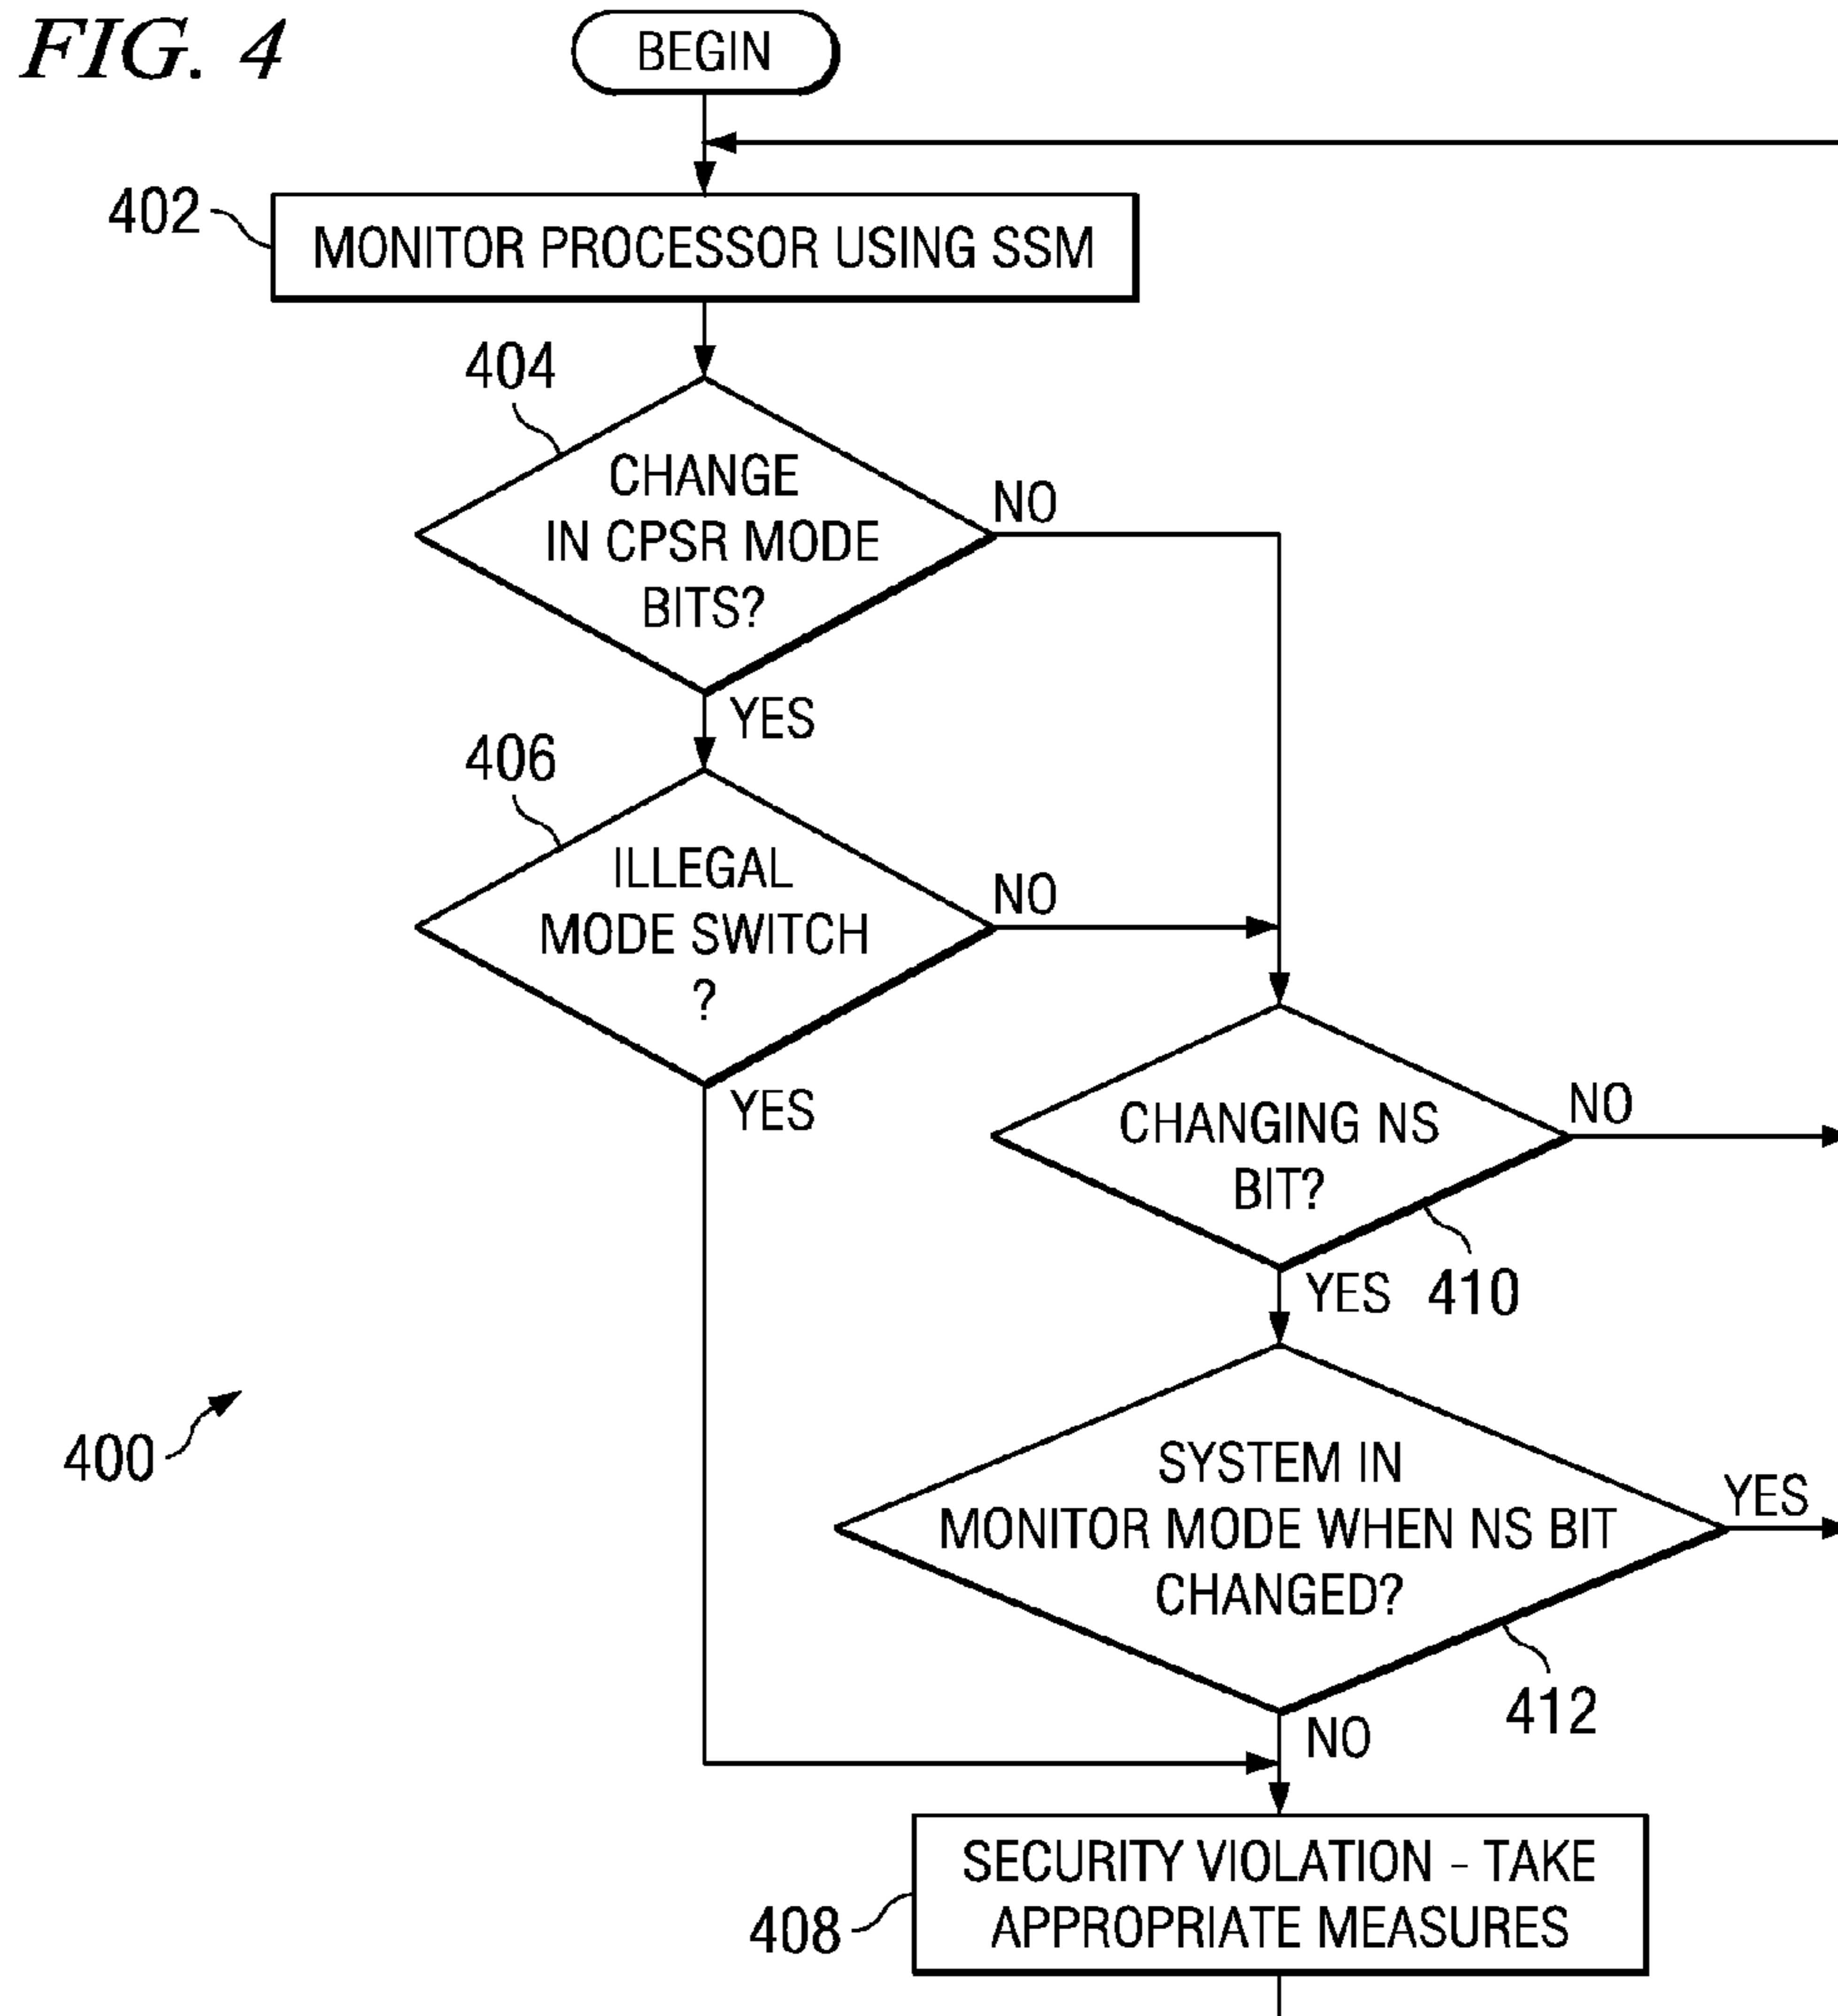 FIG. 4
BEGIN
402
MONITOR PROCESSOR USING SSM
404
CHANGE
IN CPSR MODE
BITS?
NO
YES
406
ILLEGAL
MODE SWITCH
?
NO
YES
CHANGING NS
BIT?
NO
YES
410
400
SYSTEM IN
MONITOR MODE WHEN NS BIT
CHANGED?
YES
412
NO
408
SECURITY VIOLATION - TAKE
APPROPRIATE MEASURES